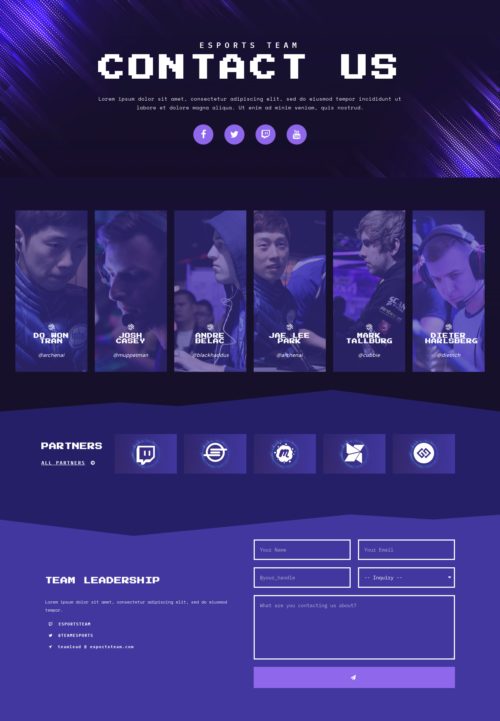 ESPORTS TEAM
CONTACT US
Lorem ipsum dolor sit amet, consectetur adipiscing elit, sed do eiusmod tempor incididunt ut
labore et dolore magna aliqua. Ut enim ad minim veniam, quis nostrud.
DO WON TRAN
@archenai
JOSH CASEY
@muppetman
ANDRE BELAC
@blackhaddus
JAE LEE PARK
@archenai
MARK TALLBURG
@cubbie
DIETER HARLSBERG
@dietrich
PARTNERS
ALL PARTNERS
TEAM LEADERSHIP
Lorem ipsum dolor sit amet, consectetur adipiscing elit, sed do eiusmod
tempor.
ESPORTSTEAM
@TEAMESPORTS
teamlead @ esportsteam.com
Your Name
Your Email
@your_handle
-- Inquiry --
What are you contacting us about?